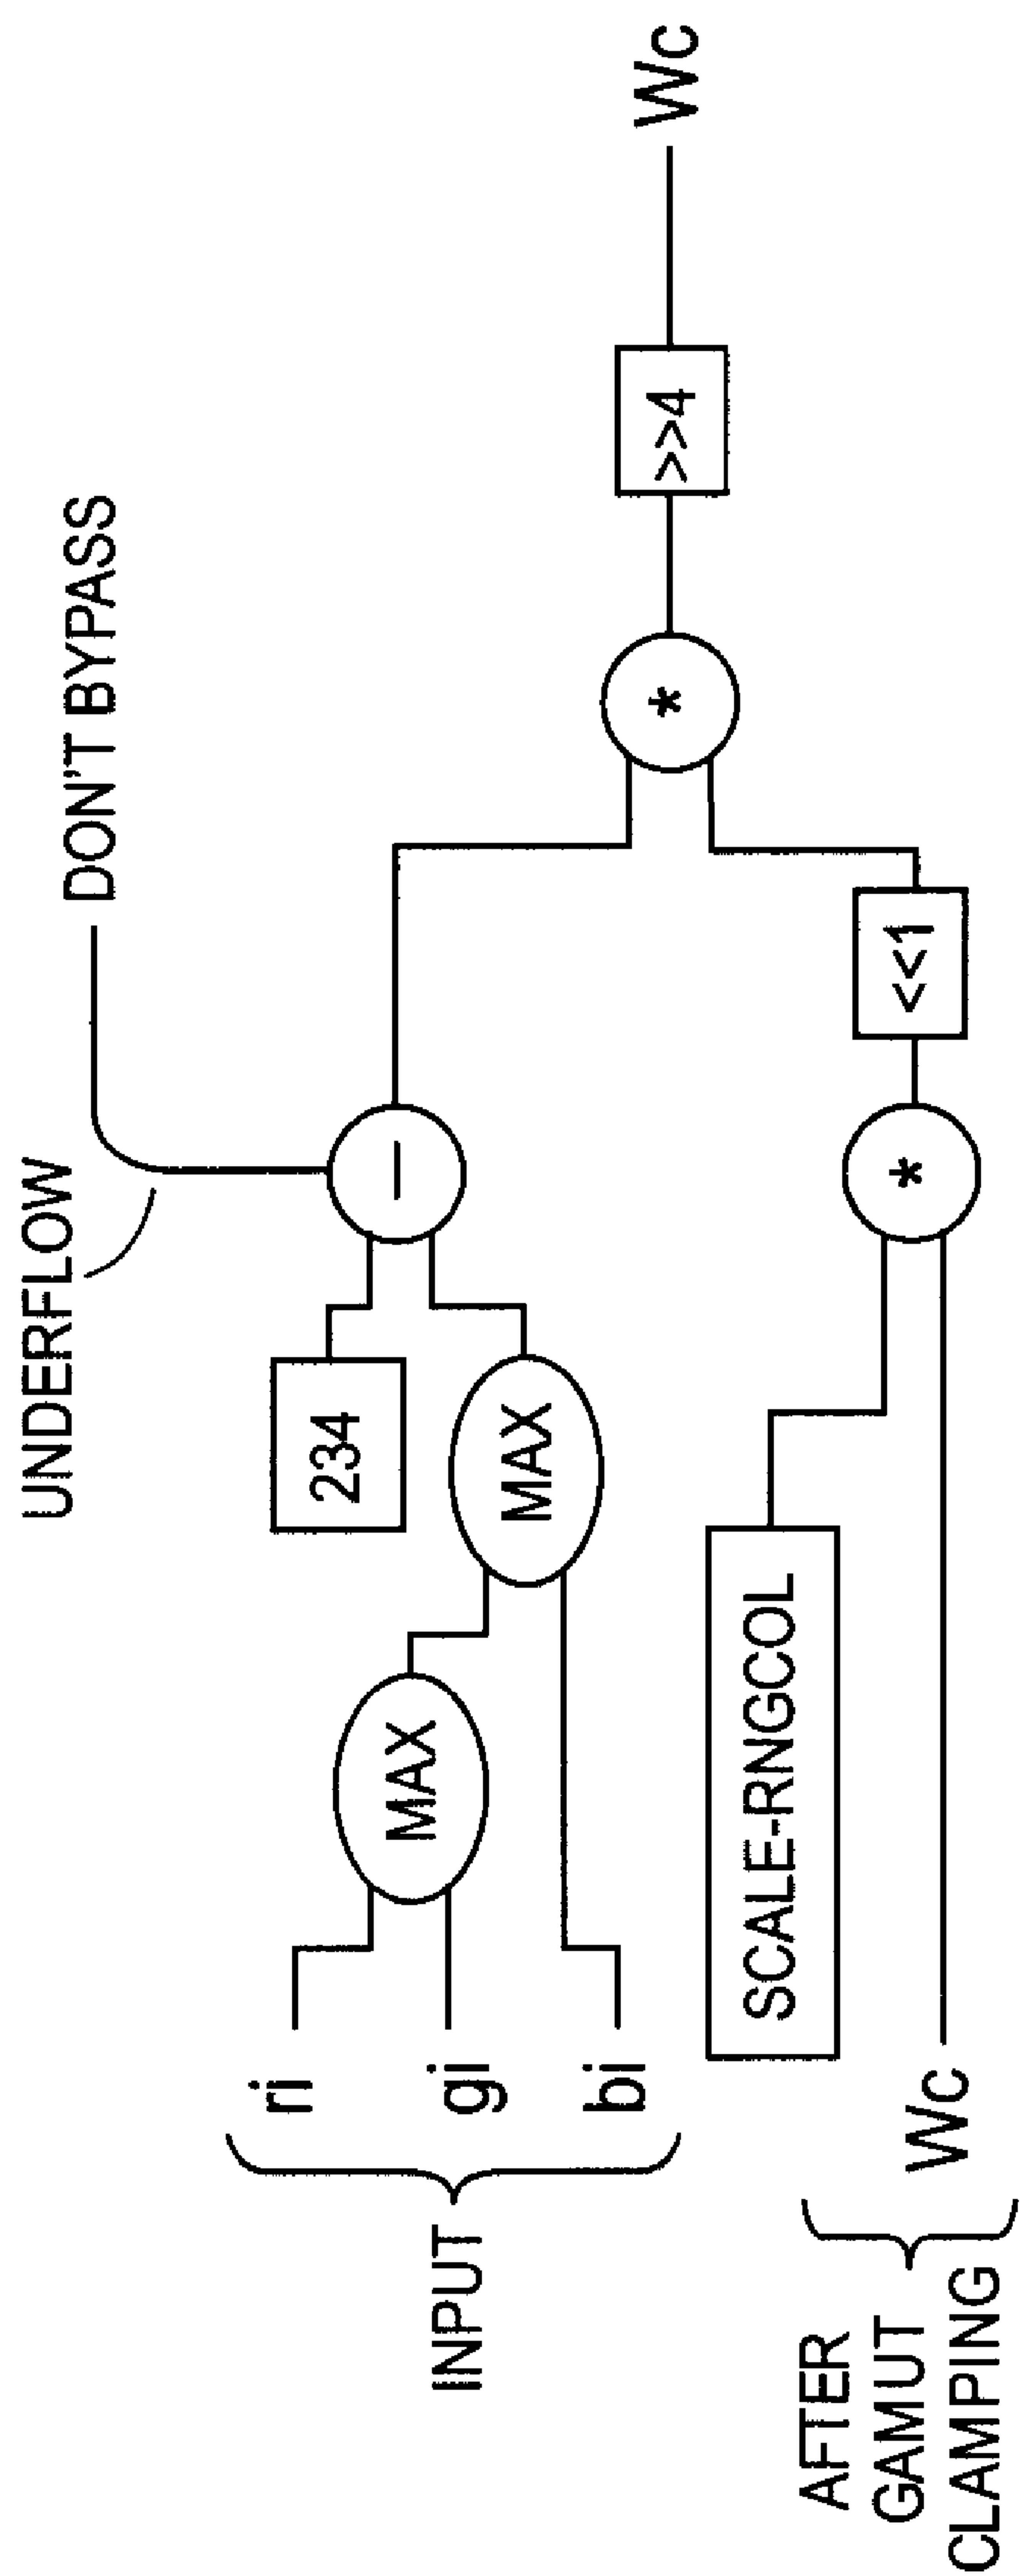 UNDERFLOW
DON'T BYPASS
INPUT
ri
gi
bi
MAX
MAX
234
—
*
>>4
Wc
SCALE-RNGCOL
AFTER
GAMUT
CLAMPING
Wc
*
<<1